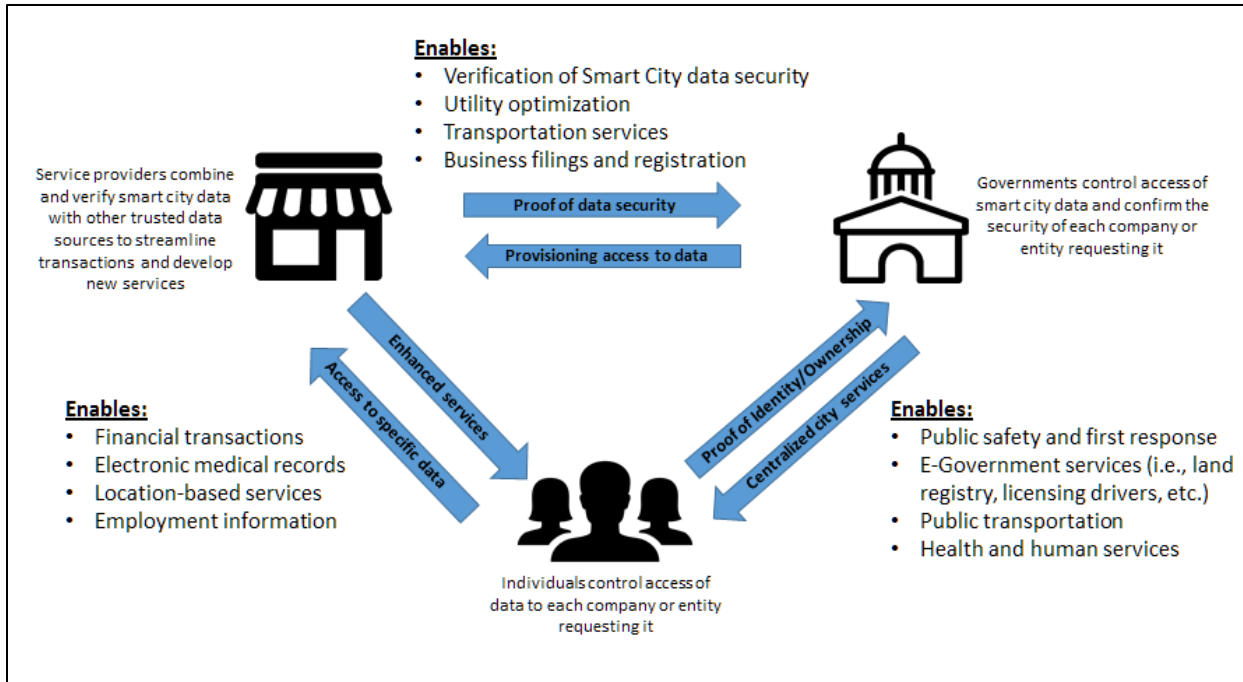 Enables:
• Verification of Smart City data security
• Utility optimization
• Transportation services
• Business filings and registration
Service providers combine
and verify smart city data
with other trusted data
sources to streamline
transactions and develop
new services
Proof of data security
Provisioning access to data
Governments control access of
smart city data and confirm the
security of each company or
entity requesting it
Enhanced services
Access to specific data
Proof of Identity/Ownership
Centralized city services
Enables:
• Financial transactions
• Electronic medical records
• Location-based services
• Employment information
Enables:
• Public safety and first response
• E-Government services (i.e., land
registry, licensing drivers, etc.)
• Public transportation
• Health and human services
Individuals control access of
data to each company or entity
requesting it